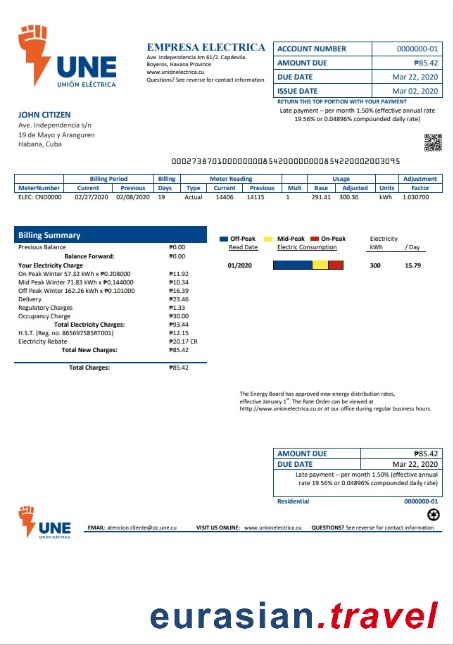 UNE
UNIÓN ELÉCTRICA
EMPRESA ELECTRICA
Ave. Independencia km 61/2. Capdevila.
Boyeros, Havana Province
www.unionelectrica.cu
Questions? See reverse for contact information
ACCOUNT NUMBER 0000000-01
AMOUNT DUE ₱85.42
DUE DATE Mar 22, 2020
ISSUE DATE Mar 02, 2020
RETURN THIS TOP PORTION WITH YOUR PAYMENT
Late payment – per month 1.50% (effective annual rate
19.56% or 0.04896% compounded daily rate)
JOHN CITIZEN
Ave. Independencia s/n
19 de Mayo y Aranguren
Habana, Cuba
Billing Period Billing Meter Reading Usage Adjustment
MeterNumber Current Previous Days Type Current Previous Mult Base Adjusted Units Factor
ELEC: CND0000 02/27/2020 02/08/2020 19 Actual 14406 14115 1 291.41 300.36 kWh 1.030700
Billing Summary
Previous Balance ₱0.00
Balance Forward: ₱0.00
Your Electricity Charge
On Peak Winter 57.32 kWh x ₱0.208000 ₱11.92
Mid Peak Winter 71.83 kWh x ₱0.144000 ₱10.34
Off Peak Winter 162.26 kWh x ₱0.101000 ₱16.39
Delivery ₱23.46
Regulatory Charges ₱1.33
Occupancy Charge ₱30.00
Total Electricity Charges: ₱93.44
H.S.T. (Reg. no. 865697585RT001) ₱12.15
Electricity Rebate ₱20.17 CR
Total New Charges: ₱85.42
Total Charges: ₱85.42
Off-Peak Mid-Peak On-Peak Electricity
Read Date Electric Consumption kWh / Day
01/2020 300 15.79
The Energy Board has approved new energy distribution rates,
effective January 1st. The Rate Order can be viewed at
http://www.unionelectrica.cu or at our office during regular business hours.
AMOUNT DUE ₱85.42
DUE DATE Mar 22, 2020
Late payment – per month 1.50% (effective annual
rate 19.56% or 0.04896% compounded daily rate)
Residential 0000000-01
UNE
UNIÓN ELÉCTRICA
EMAIL: atencion.cliente@oc.une.cu VISIT US ONLINE: www.unionelectrica.cu QUESTIONS? See reverse for contact information
eurasian.travel